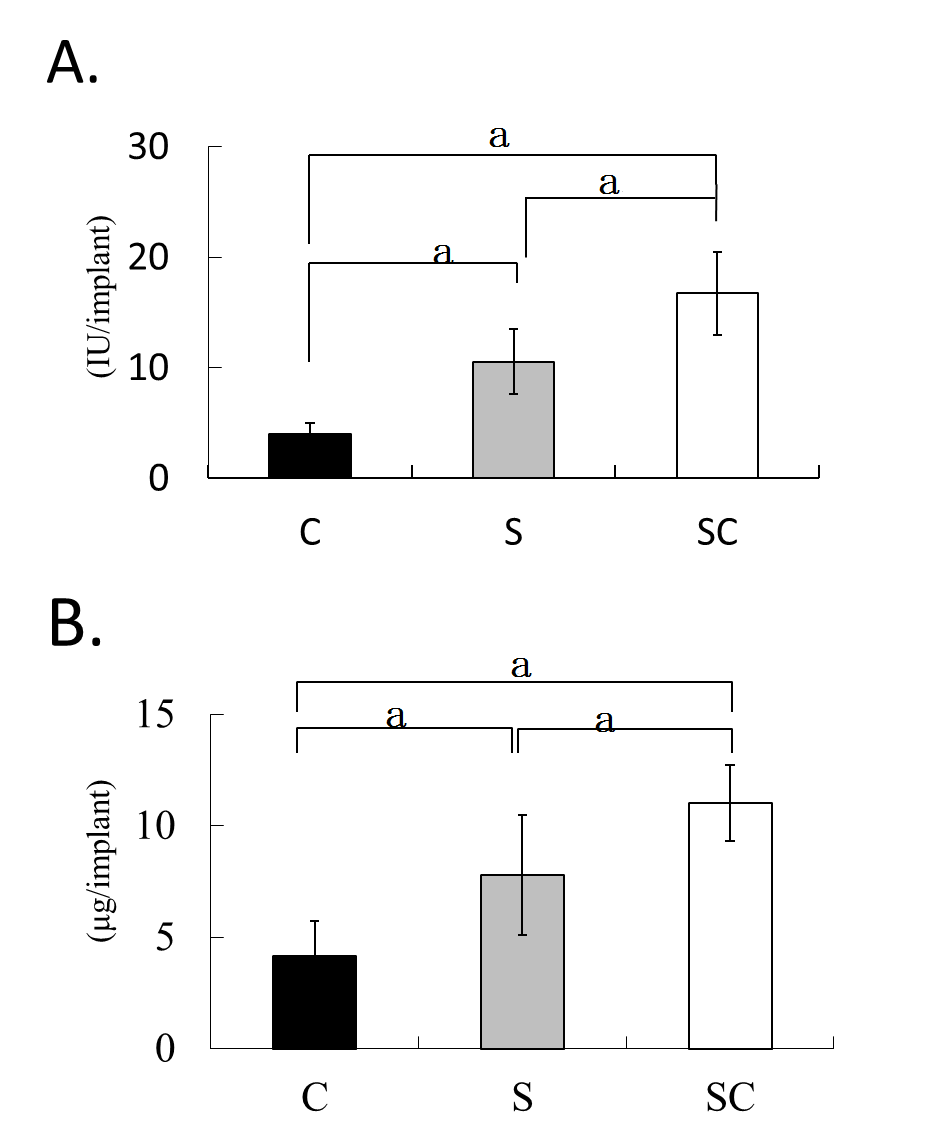 A.
a
30
a
a
20
(IU/implant)
10
0
C S SC
B.
a
15
a a
10
(µg/implant)
5
0
C S SC